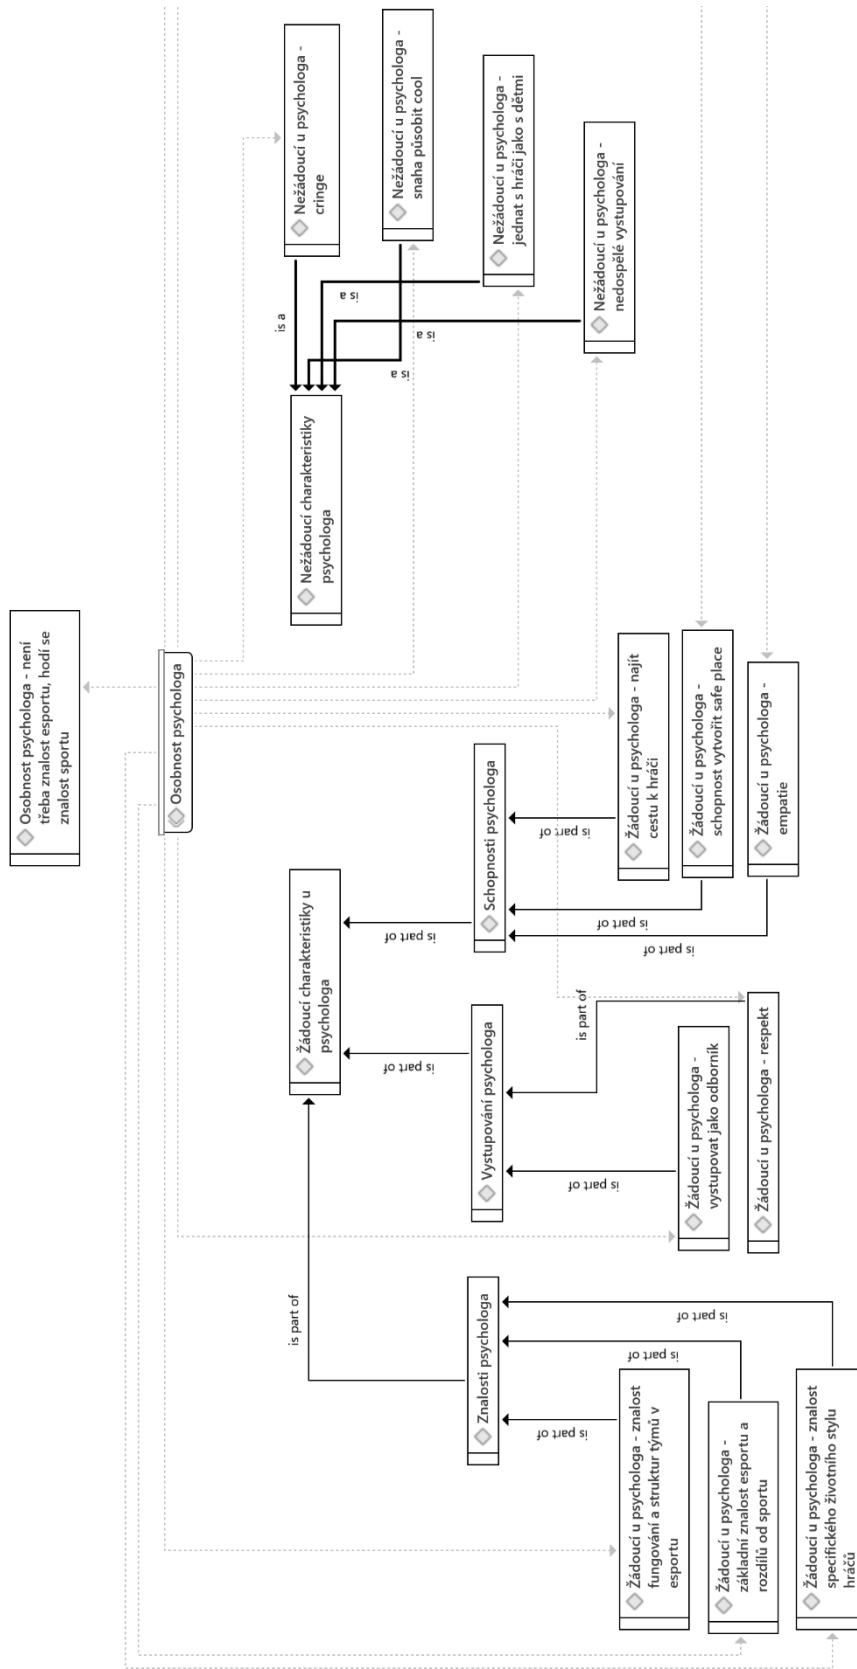 Osobnost psychologa - není
třeba znalost esportu, hodí se
znalost sportu
Osobnost psychologa
Žádoucí charakteristiky u
psychologa
Nežádoucí charakteristiky
psychologa
is part of
is part of
is part of
is a
is a
is a
is a
Znalosti psychologa
Vystupování psychologa
Schopnosti psychologa
Nežádoucí u psychologa -
cringe
Nežádoucí u psychologa -
snaha působit cool
Nežádoucí u psychologa -
jednat s hráči jako s dětmi
Nežádoucí u psychologa -
nedospělé vystupování
is part of
is part of
is part of
is part of
is part of
is part of
is part of
is part of
Žádoucí u psychologa - znalost
fungování a struktur týmů v
esportu
Žádoucí u psychologa -
základní znalost esportu a
rozdílů od sportu
Žádoucí u psychologa - znalost
specifického životního stylu
hráčů
Žádoucí u psychologa -
vystupovat jako odborník
Žádoucí u psychologa - respekt
Žádoucí u psychologa - najít
cestu k hráči
Žádoucí u psychologa -
schopnost vytvořit safe place
Žádoucí u psychologa -
empatie